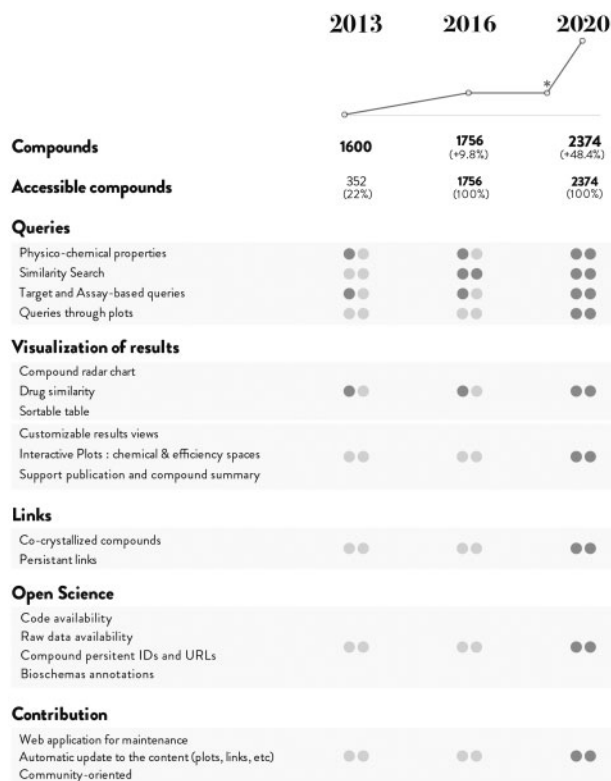 2013 2016 2020
*
Compounds 1600 1756 2374
(+9.8%) (+48.4%)
Accessible compounds 352 1756 2374
(22%) (100%) (100%)
Queries
Physico-chemical properties
Similarity Search
Target and Assay-based queries
Queries through plots
Visualization of results
Compound radar chart
Drug similarity
Sortable table
Customizable results views
Interactive Plots : chemical & efficiency spaces
Support publication and compound summary
Links
Co-crystallized compounds
Persistant links
Open Science
Code availability
Raw data availability
Compound persitent IDs and URLs
Bioschemas annotations
Contribution
Web application for maintenance
Automatic update to the content (plots, links, etc)
Community-oriented